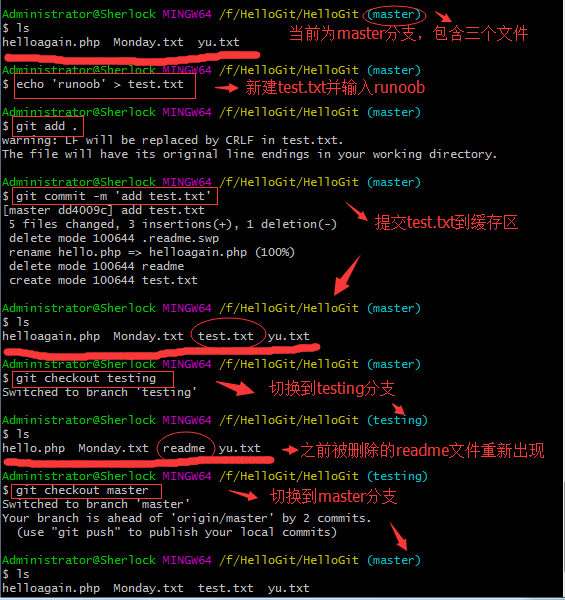 Administrator@Sherlock MINGW64 /f/HelloGit/HelloGit (master)
$ ls
helloagain.php  Monday.txt  yu.txt
当前为master分支，包含三个文件
Administrator@Sherlock MINGW64 /f/HelloGit/HelloGit (master)
$ echo 'runoob' > test.txt
新建test.txt并输入runoob
Administrator@Sherlock MINGW64 /f/HelloGit/HelloGit (master)
$ git add .
warning: LF will be replaced by CRLF in test.txt.
The file will have its original line endings in your working directory.
Administrator@Sherlock MINGW64 /f/HelloGit/HelloGit (master)
$ git commit -m 'add test.txt'
[master dd4009c] add test.txt
提交test.txt到缓存区
5 files changed, 3 insertions(+), 1 deletion(-)
delete mode 100644 .readme.swp
rename hello.php => helloagain.php (100%)
delete mode 100644 readme
create mode 100644 test.txt
Administrator@Sherlock MINGW64 /f/HelloGit/HelloGit (master)
$ ls
helloagain.php  Monday.txt  test.txt  yu.txt
Administrator@Sherlock MINGW64 /f/HelloGit/HelloGit (master)
$ git checkout testing
切换到testing分支
Switched to branch 'testing'
Administrator@Sherlock MINGW64 /f/HelloGit/HelloGit (testing)
$ ls
hello.php  Monday.txt  readme  yu.txt
之前被删除的readme文件重新出现
Administrator@Sherlock MINGW64 /f/HelloGit/HelloGit (testing)
$ git checkout master
切换到master分支
Switched to branch 'master'
Your branch is ahead of 'origin/master' by 2 commits.
(use "git push" to publish your local commits)
Administrator@Sherlock MINGW64 /f/HelloGit/HelloGit (master)
$ ls
helloagain.php  Monday.txt  test.txt  yu.txt